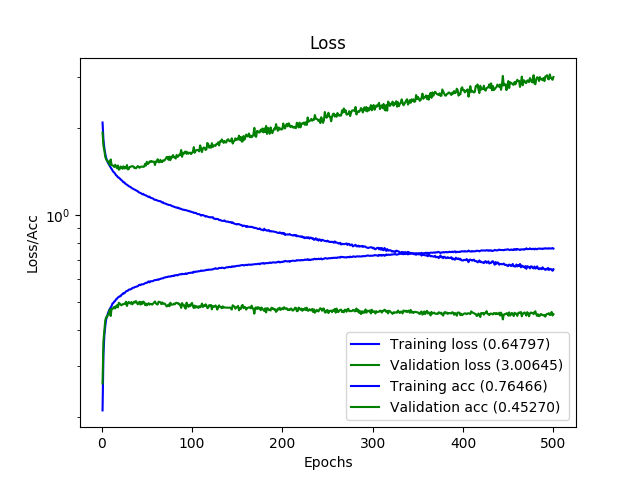 Loss
Loss/Acc
10⁰
0
100
200
300
400
500
Epochs
Training loss (0.64797)
Validation loss (3.00645)
Training acc (0.76466)
Validation acc (0.45270)